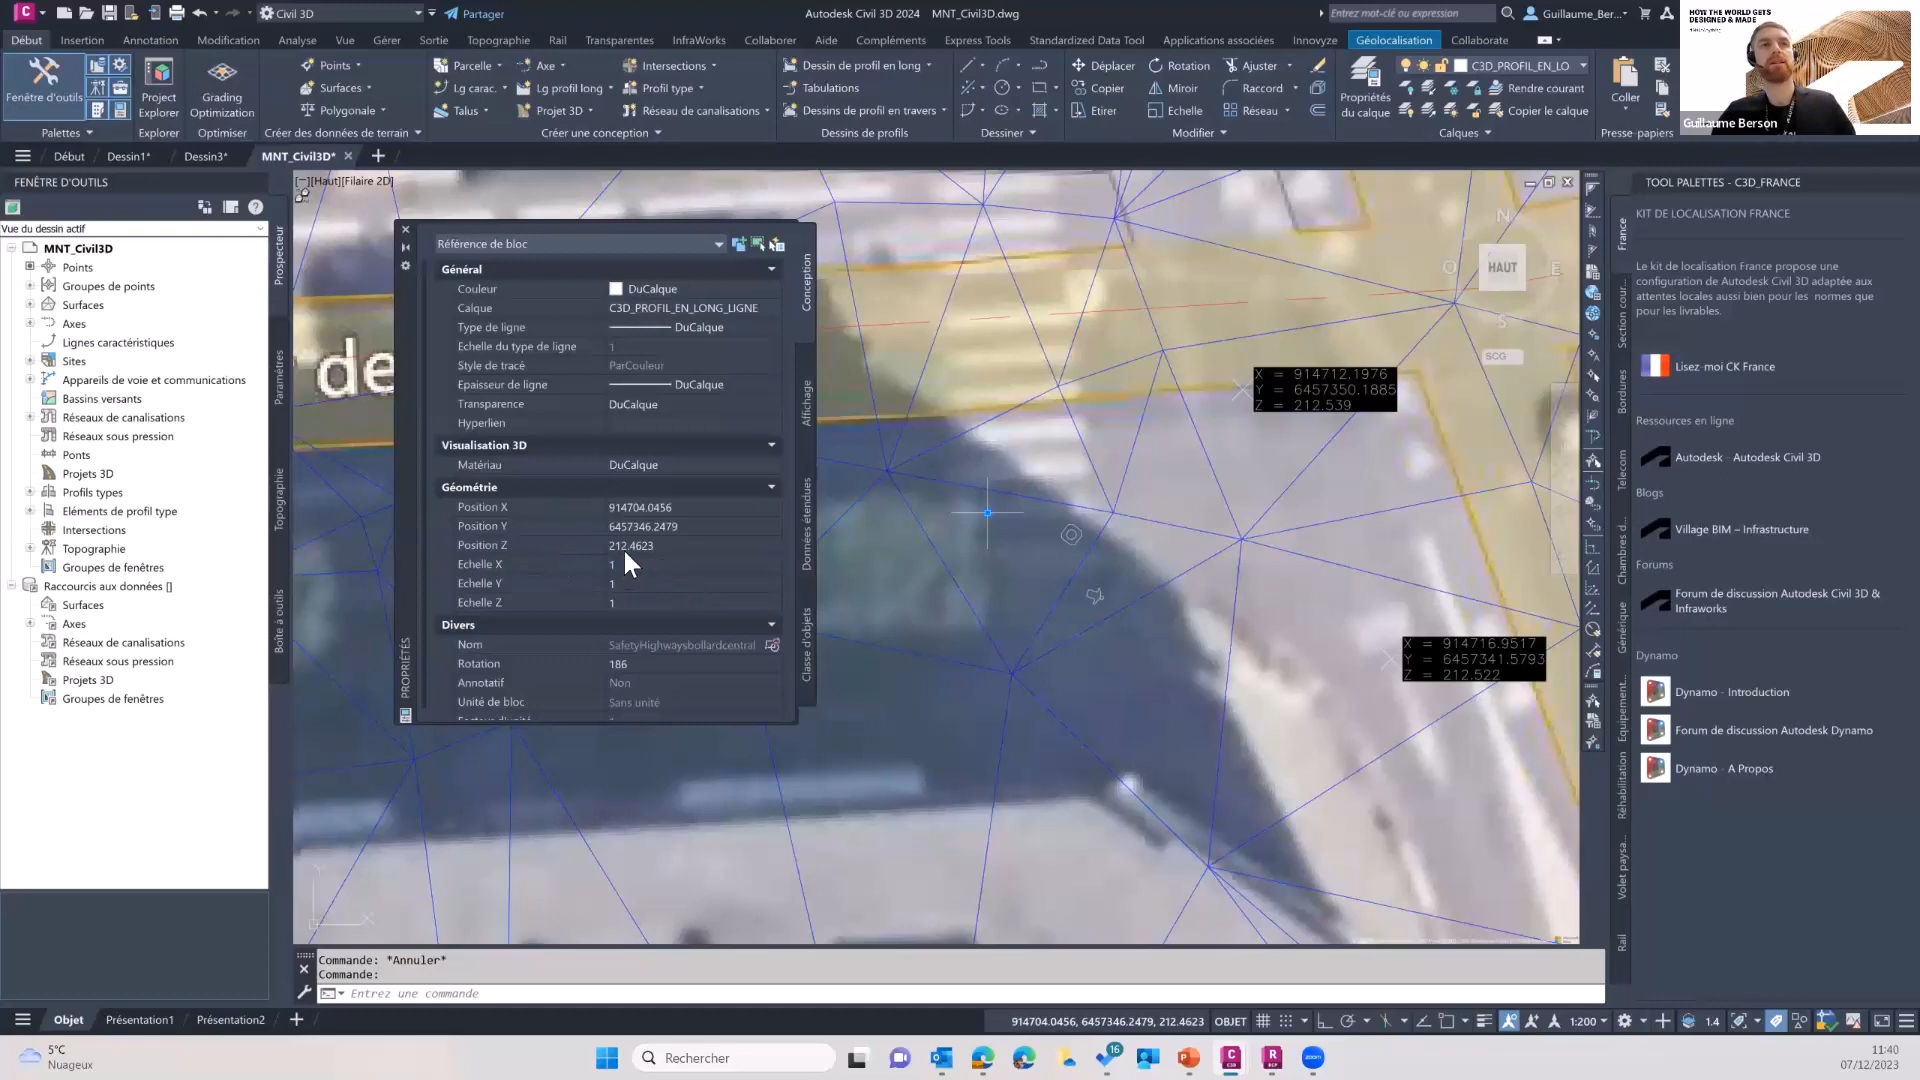 Civil 3D
Partager
Autodesk Civil 3D 2024 MNT_Civil3D.dwg
Entrez mot-clé ou expression
Guillaume_Ber...
Début Insertion Annotation Modification Analyse Vue Gérer Sortie Topographie Rail Transparentes InfraWorks Collaborer Aide Compléments Express Tools Standardized Data Tool Applications associées Innovyze Géolocalisation Collaborate
Fenêtre d'outils
Palettes
Project Explorer
Explorer
Grading Optimization
Optimiser
Points
Surfaces
Polygonale
Créer des données de terrain
Parcelle
Lg carac.
Talus
Axe
Lg profil long
Projet 3D
Intersections
Profil type
Réseau de canalisations
Créer une conception
Dessin de profil en long
Tabulations
Dessins de profil en travers
Dessins de profils
Dessiner
Déplacer
Copier
Etirer
Rotation
Miroir
Echelle
Ajuster
Raccord
Réseau
Modifier
Propriétés du calque
C3D_PROFIL_EN_LO
Rendre courant
Copier le calque
Calques
Coller
Presse-papiers
HOW THE WORLD GETS
DESIGNED & MADE
Guillaume Berson
Début Dessin1* Dessin3* MNT_Civil3D*
FENÊTRE D'OUTILS
Vue du dessin actif
MNT_Civil3D
Points
Groupes de points
Surfaces
Axes
Lignes caractéristiques
Sites
Appareils de voie et communications
Bassins versants
Réseaux de canalisations
Réseaux sous pression
Ponts
Projets 3D
Profils types
Eléments de profil type
Intersections
Topographie
Groupes de fenêtres
Raccourcis aux données []
Surfaces
Axes
Réseaux de canalisations
Réseaux sous pression
Projets 3D
Groupes de fenêtres
Prospecteur
Paramètres
Topographie
Boîte à outils
[−][Haut][Filaire 2D]
de
PROPRIÉTÉS
Référence de bloc
Général
Couleur DuCalque
Calque C3D_PROFIL_EN_LONG_LIGNE
Type de ligne DuCalque
Echelle du type de ligne 1
Style de tracé ParCouleur
Epaisseur de ligne DuCalque
Transparence DuCalque
Hyperlien
Visualisation 3D
Matériau DuCalque
Géométrie
Position X 914704.0456
Position Y 6457346.2479
Position Z 212.4623
Echelle X 1
Echelle Y 1
Echelle Z 1
Divers
Nom SafetyHighwaysbollardcentral
Rotation 186
Annotatif Non
Unité de bloc Sans unité
Conception
Affichage
Données étendues
Classe d'objets
X = 914712.1976
Y = 6457350.1885
Z = 212.539
X = 914716.9517
Y = 6457341.5793
Z = 212.522
N
O
HAUT
E
S
SCG
X
TOOL PALETTES - C3D_FRANCE
KIT DE LOCALISATION FRANCE
Le kit de localisation France propose une
configuration de Autodesk Civil 3D adaptée aux
attentes locales aussi bien pour les normes que
pour les livrables.
Lisez-moi CK France
Ressources en ligne
Autodesk - Autodesk Civil 3D
Blogs
Village BIM – Infrastructure
Forums
Forum de discussion Autodesk Civil 3D &
Infraworks
Dynamo
Dynamo - Introduction
Forum de discussion Autodesk Dynamo
Dynamo - A Propos
France
Section cour...
Bordures
Telecom
Chambres d...
Générique
Equipement...
Réhabilitation
Volet paysa...
Rail
Commande: *Annuler*
Commande:
Entrez une commande
Objet Présentation1 Présentation2
914704.0456, 6457346.2479, 212.4623 OBJET
1:200
1.4
5°C
Nuageux
Rechercher
16
zoom
11:40
07/12/2023